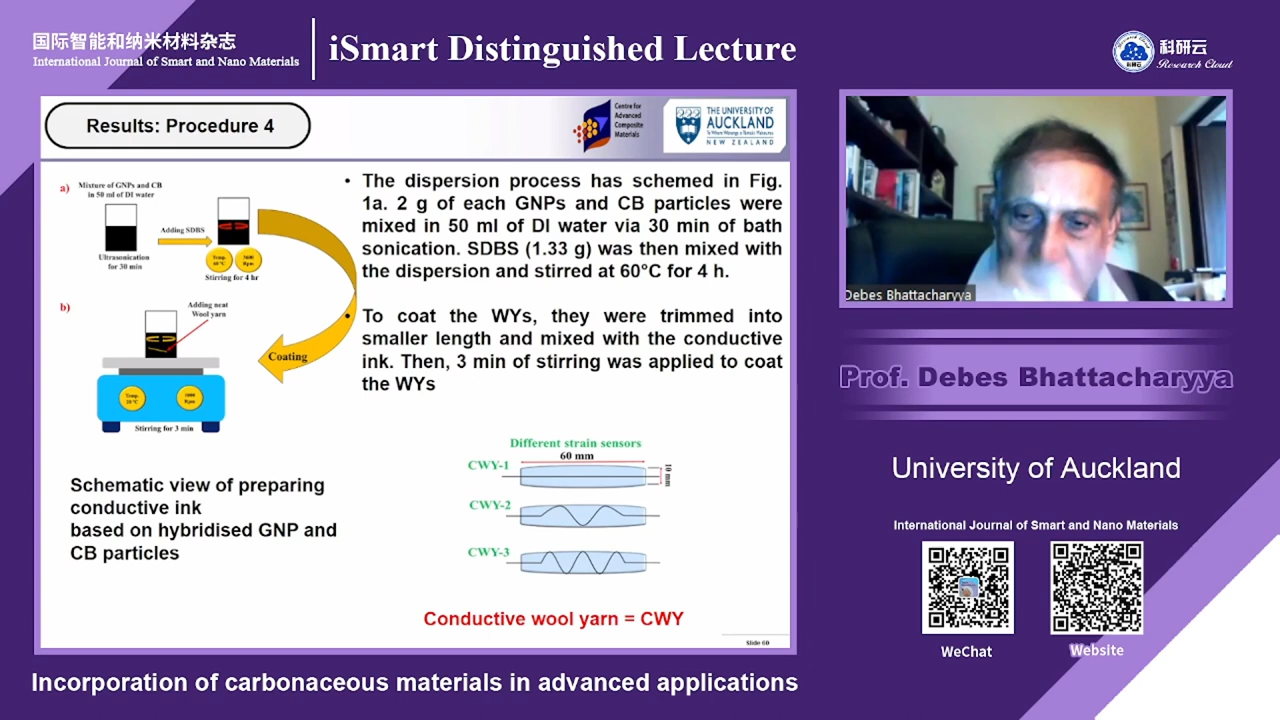 国际智能和纳米材料杂志
International Journal of Smart and Nano Materials
iSmart Distinguished Lecture
科研云
Research Cloud
Results: Procedure 4
Centre for
Advanced
Composite
Materials
THE UNIVERSITY OF
AUCKLAND
NEW ZEALAND
a)
Mixture of GNPs and CB
in 50 ml of DI water
Adding SDBS
Ultrasonication
for 30 min
Temp.
60 °C
3000
Rpm
Stirring for 4 hr
b)
Adding neat
Wool yarn
Coating
Temp.
Rpm
Stirring for 3 min
• The dispersion process has schemed in Fig.
1a. 2 g of each GNPs and CB particles were
mixed in 50 ml of DI water via 30 min of bath
sonication. SDBS (1.33 g) was then mixed with
the dispersion and stirred at 60°C for 4 h.
• To coat the WYs, they were trimmed into
smaller length and mixed with the conductive
ink. Then, 3 min of stirring was applied to coat
the WYs
Schematic view of preparing
conductive ink
based on hybridised GNP and
CB particles
Different strain sensors
60 mm
10 mm
CWY-1
CWY-2
CWY-3
Conductive wool yarn = CWY
Slide 60
Debes Bhattacharyya
Prof. Debes Bhattacharyya
University of Auckland
International Journal of Smart and Nano Materials
WeChat
Website
Incorporation of carbonaceous materials in advanced applications